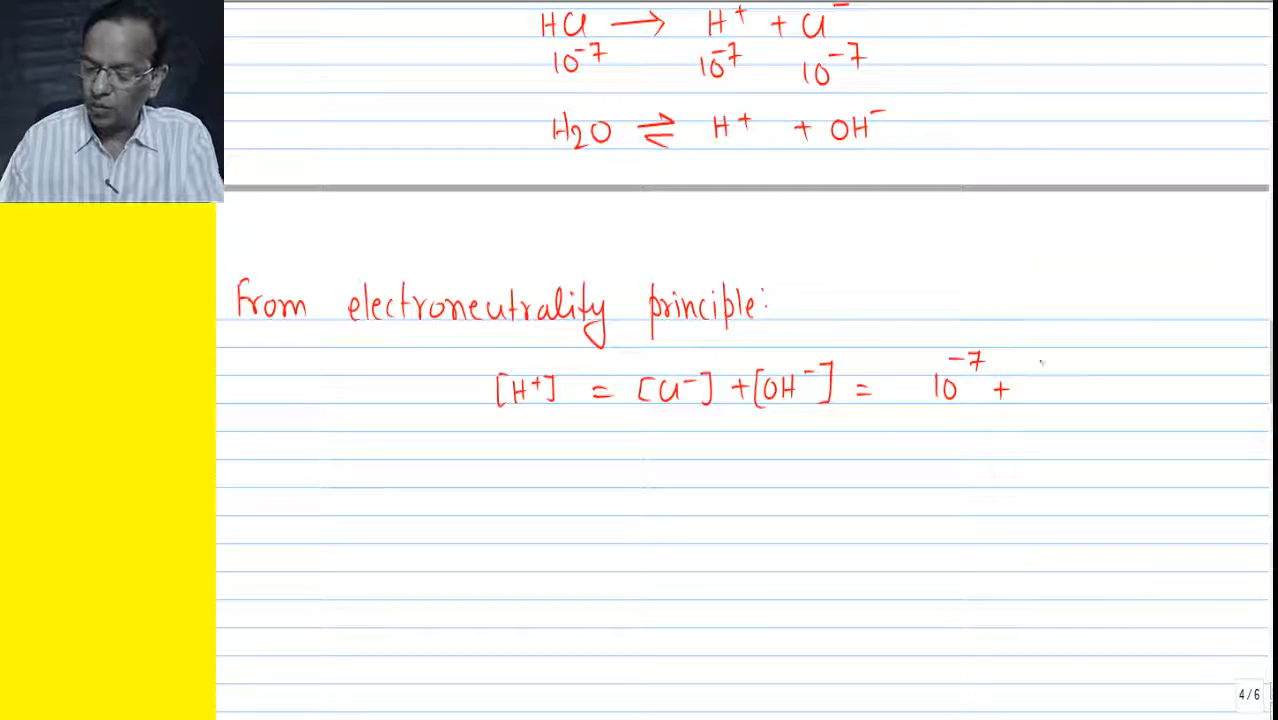 HCl ⟶ H⁺ + Cl⁻
10⁻⁷ 10⁻⁷ 10⁻⁷
H₂O ⇌ H⁺ + OH⁻
From electroneutrality principle:
[H⁺] = [Cl⁻] + [OH⁻] = 10⁻⁷ +
4 / 6